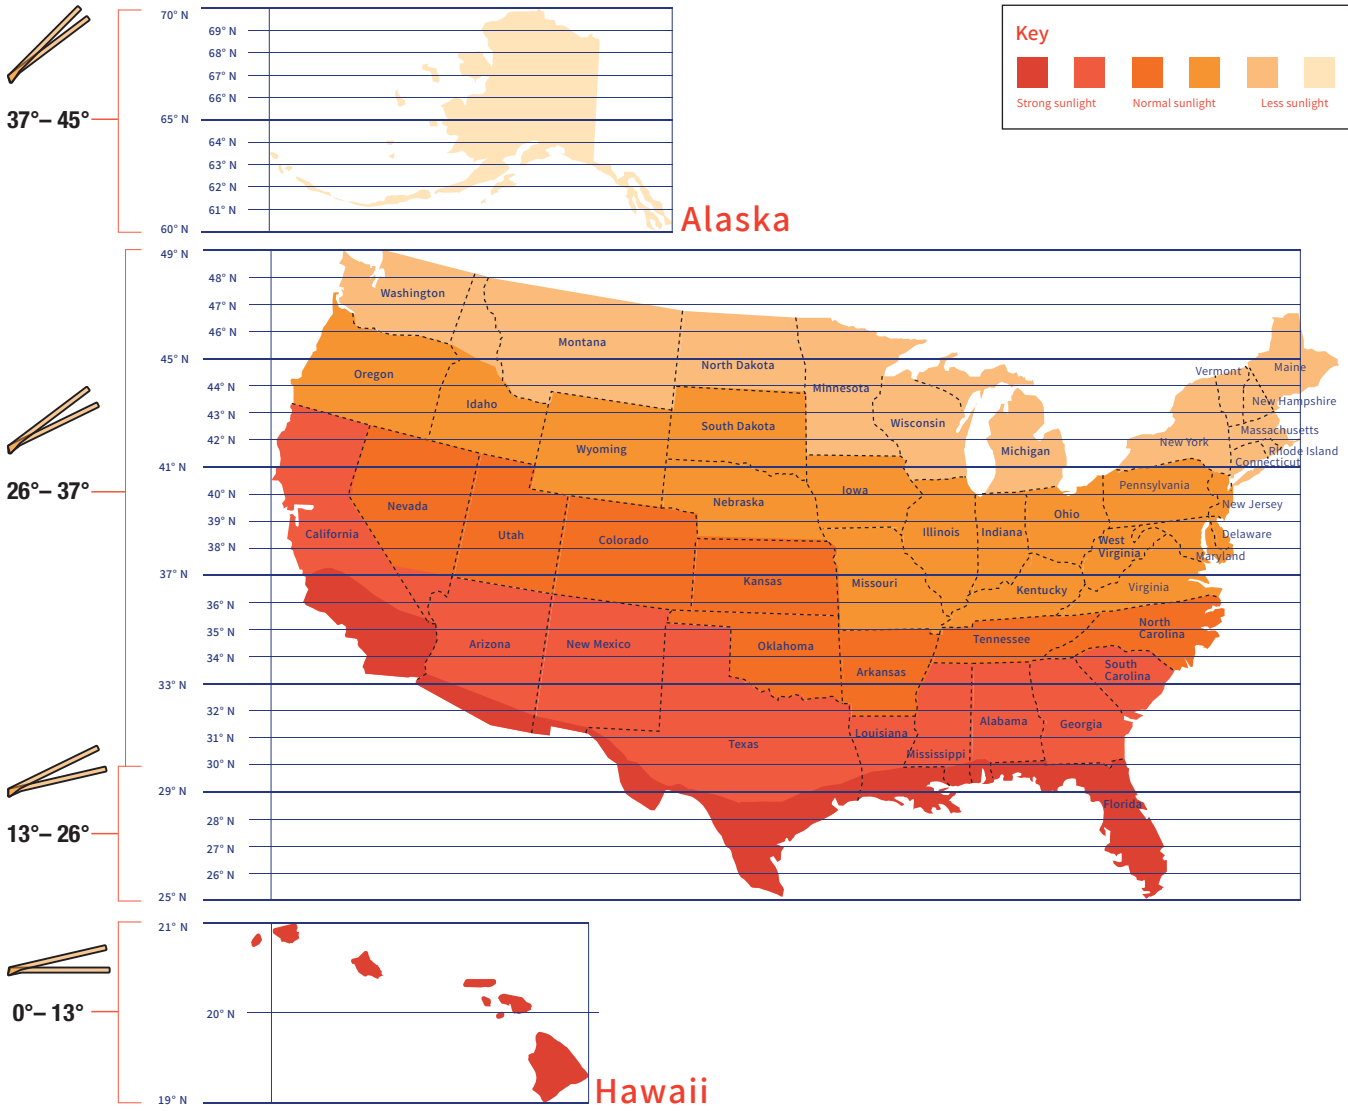 70° N
69° N
68° N
67° N
66° N
65° N
64° N
63° N
62° N
61° N
60° N
37°– 45°
Alaska
Key
Strong sunlight
Normal sunlight
Less sunlight
49° N
48° N
47° N
46° N
45° N
44° N
43° N
42° N
41° N
40° N
39° N
38° N
37° N
36° N
35° N
34° N
33° N
32° N
31° N
30° N
29° N
28° N
27° N
26° N
25° N
26°– 37°
13°– 26°
Washington
Montana
North Dakota
Minnesota
Vermont
Maine
Oregon
Idaho
New Hampshire
South Dakota
Wisconsin
Massachusetts
New York
Wyoming
Michigan
Rhode Island
Connecticut
Pennsylvania
Iowa
Nebraska
Nevada
New Jersey
Ohio
California
Utah
Colorado
Illinois
Indiana
West
Virginia
Delaware
Maryland
Kansas
Missouri
Kentucky
Virginia
North
Carolina
Arizona
New Mexico
Oklahoma
Tennessee
Arkansas
South
Carolina
Texas
Louisiana
Mississippi
Alabama
Georgia
Florida
21° N
20° N
19° N
0°– 13°
Hawaii